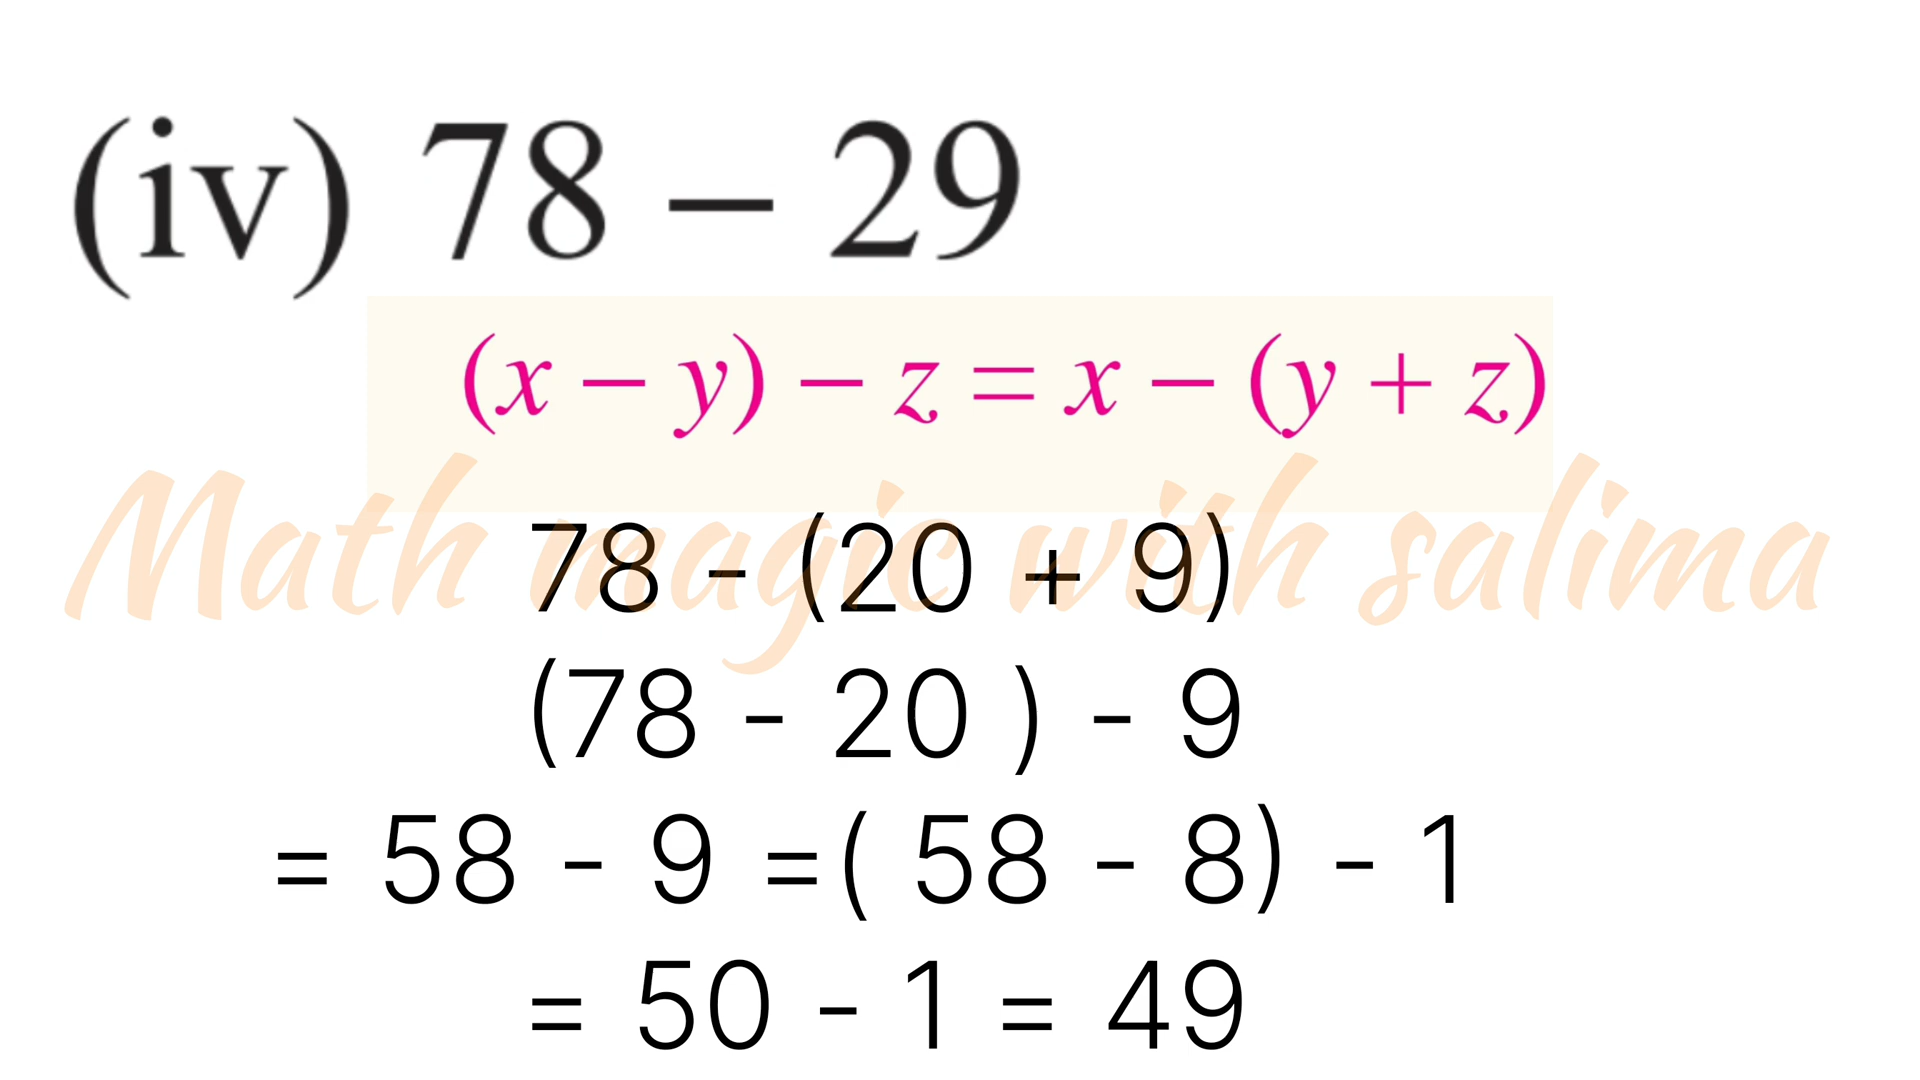 (iv) 78 – 29
(x – y) – z = x – (y + z)
Math magic with salima
78 - (20 + 9)
(78 - 20 ) - 9
= 58 - 9 =( 58 - 8) - 1
= 50 - 1 = 49